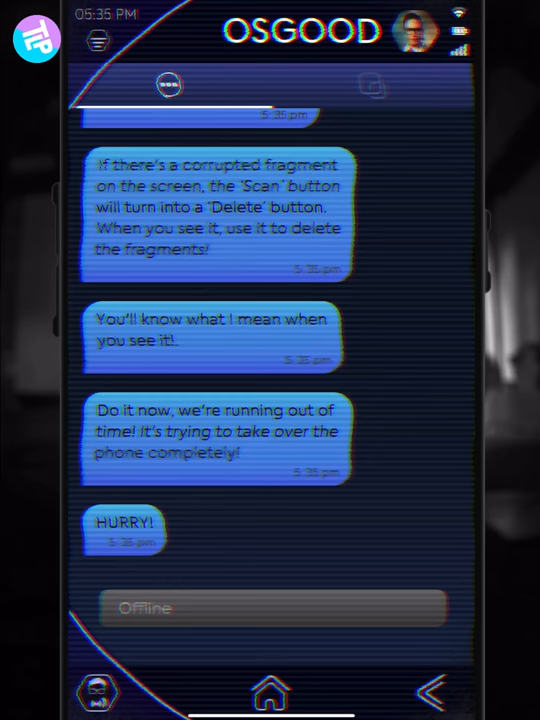 05:35 PM
TLP
OSGOOD
5:35 pm
If there's a corrupted fragment
on the screen, the 'Scan' button
will turn into a 'Delete' button.
When you see it, use it to delete
the fragments!
5:35 pm
You'll know what I mean when
you see it!.
5:35 pm
Do it now, we're running out of
time! It's trying to take over the
phone completely!
5:35 pm
HURRY!
5:35 pm
Offline